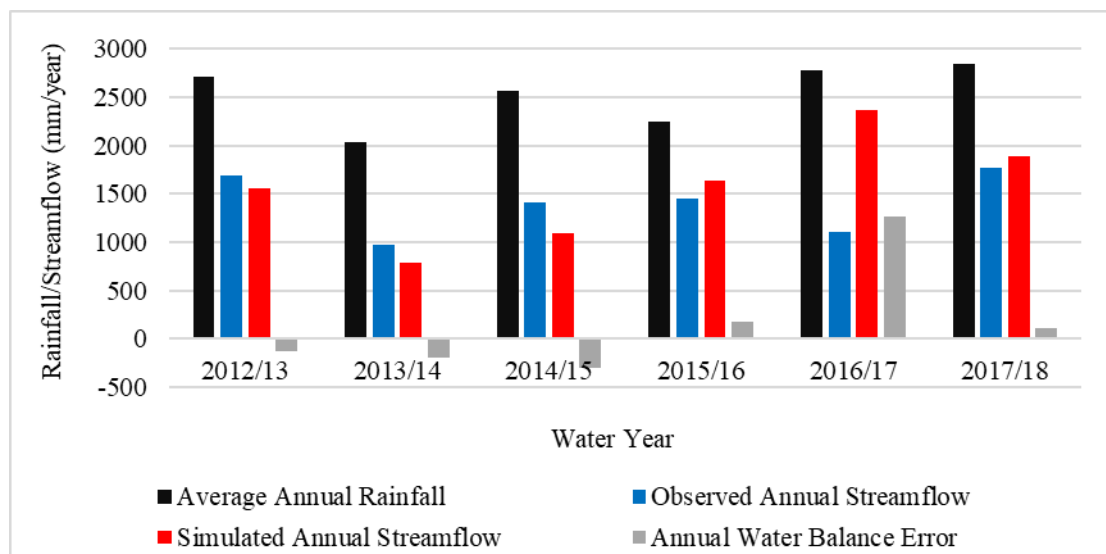 Rainfall/Streamflow (mm/year)
3000
2500
2000
1500
1000
500
0
-500
2012/13 2013/14 2014/15 2015/16 2016/17 2017/18
Water Year
Average Annual Rainfall Observed Annual Streamflow
Simulated Annual Streamflow Annual Water Balance Error